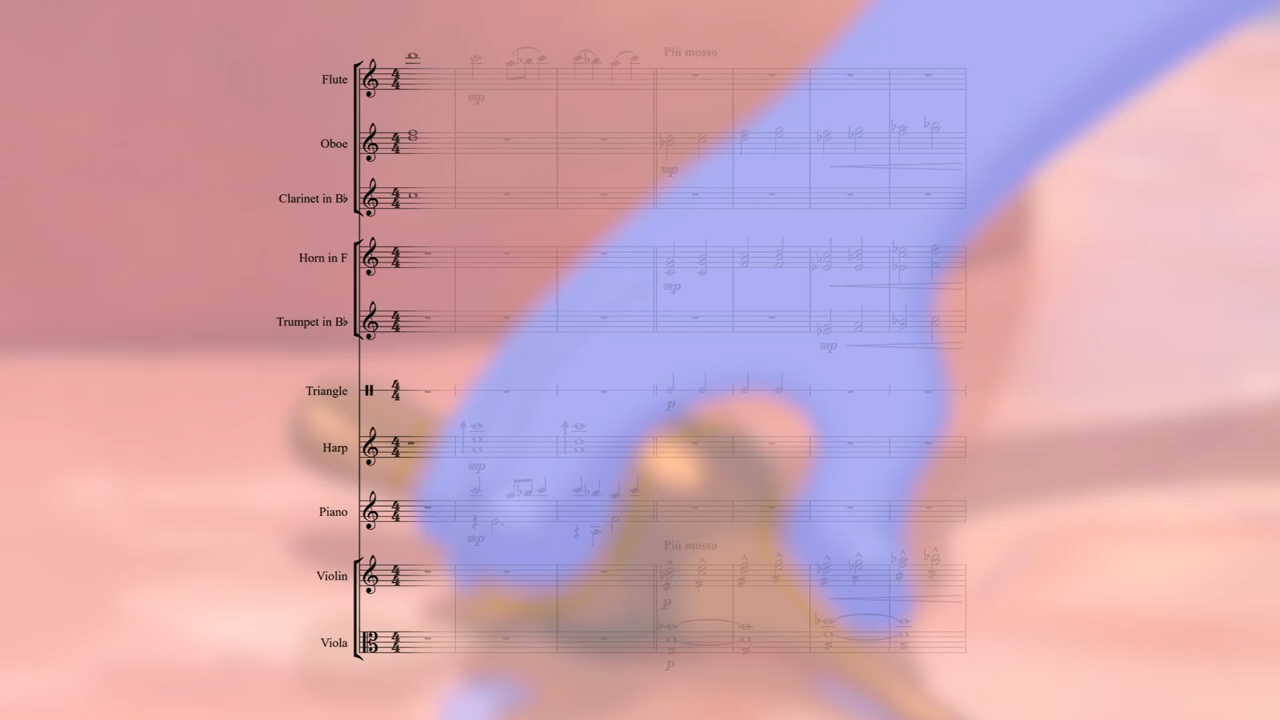 Più mosso
Flute
mp
Oboe
mp
Clarinet in B♭
Horn in F
mp
Trumpet in B♭
mp
Triangle
p
Harp
mp
Piano
mp
Più mosso
Violin
p
Viola
p